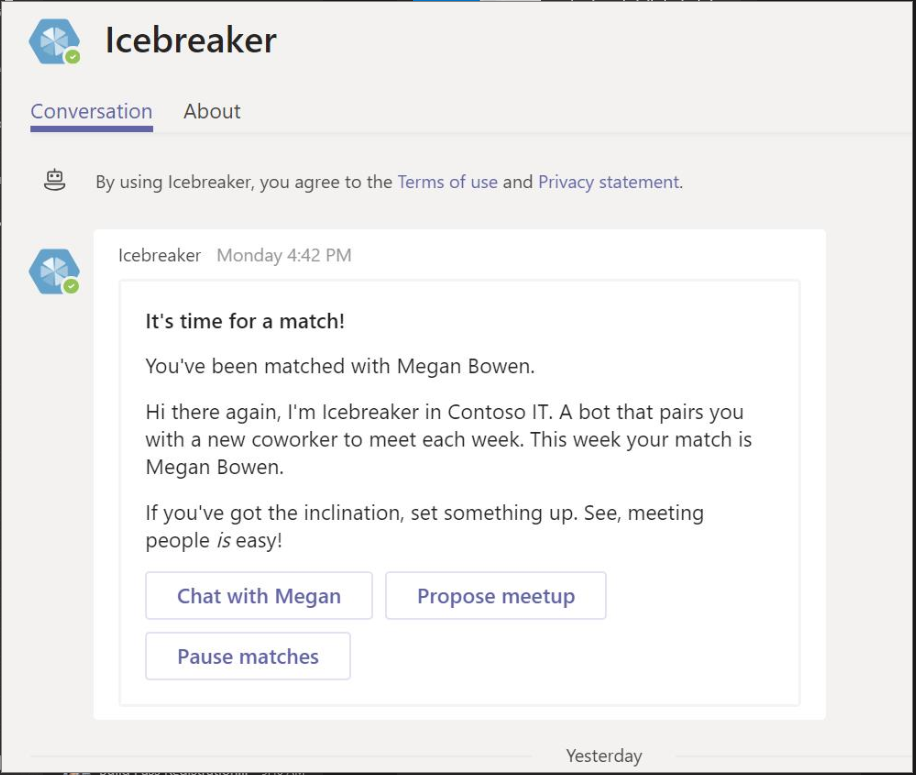 Icebreaker
Conversation About
By using Icebreaker, you agree to the Terms of use and Privacy statement.
Icebreaker Monday 4:42 PM
It's time for a match!
You've been matched with Megan Bowen.
Hi there again, I'm Icebreaker in Contoso IT. A bot that pairs you
with a new coworker to meet each week. This week your match is
Megan Bowen.
If you've got the inclination, set something up. See, meeting
people is easy!
Chat with Megan Propose meetup
Pause matches
Yesterday